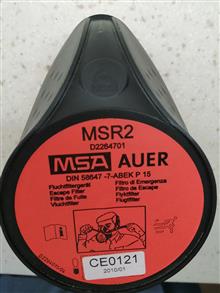 MSR2
D2264701
MSA AUER
DIN 58647 -7-ABEK P 15
Fluchtfiltergerät Filtro di Emergenza
Escape Filter Filtro de Escape
Filtre de Fuite Flyktfilter
Vluchtfilter Flugtfilter
CE0121
2010/01